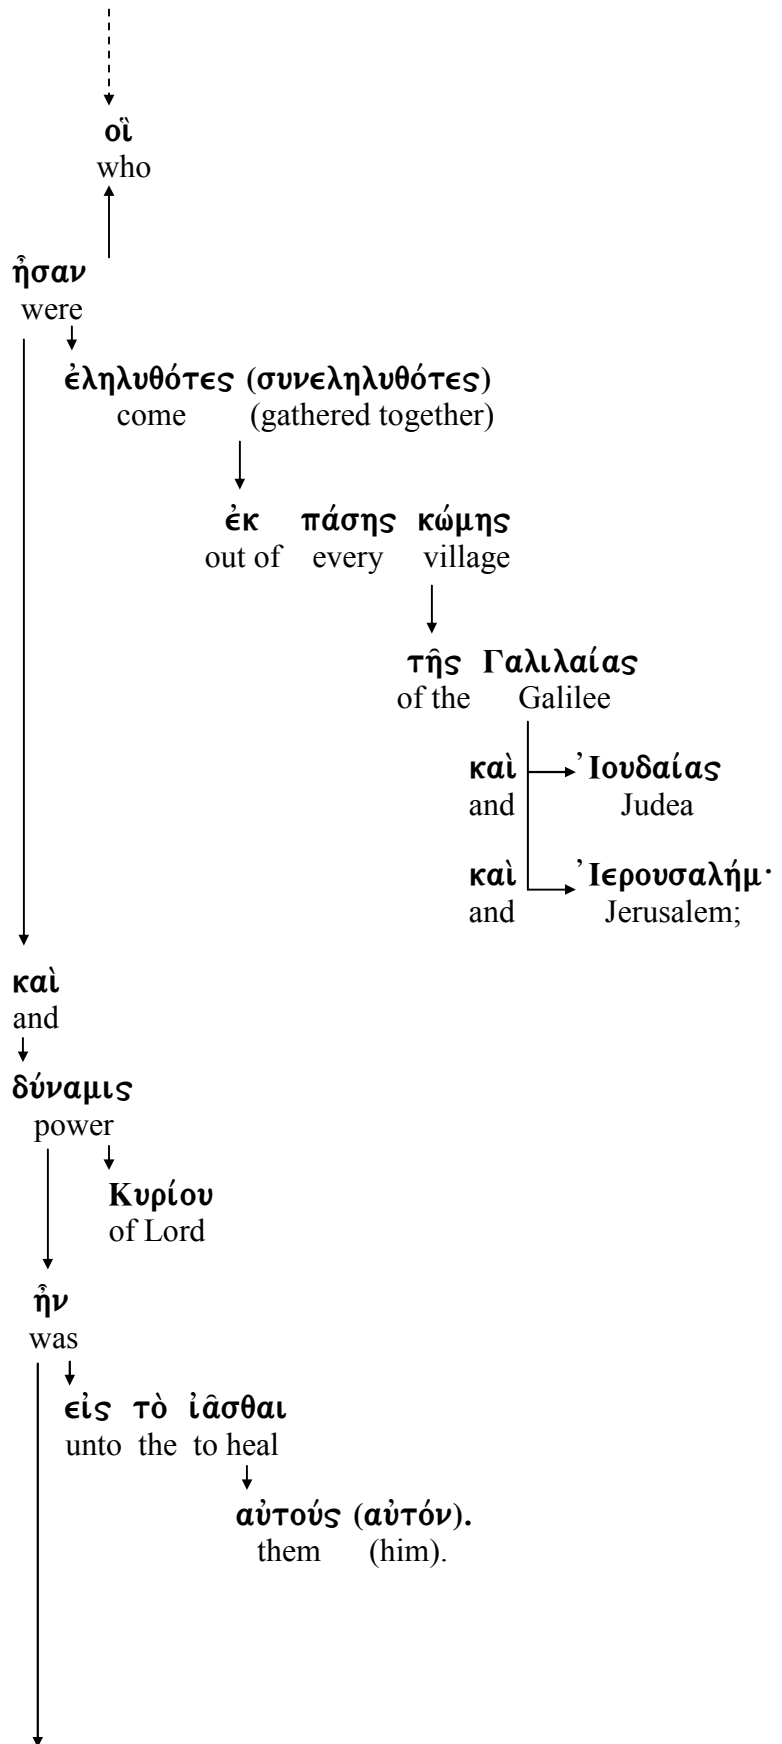 οἳ
who
ἦσαν
were
ἐληλυθότες (συνεληλυθότες)
come (gathered together)
ἐκ πάσης κώμης
out of every village
τῆς Γαλιλαίας
of the Galilee
καὶ Ἰουδαίας
and Judea
καὶ Ἰερουσαλήμ·
and Jerusalem;
καὶ
and
δύναμις
power
Κυρίου
of Lord
ἦν
was
εἰς τὸ ἰᾶσθαι
unto the to heal
αὐτούς (αὐτόν).
them (him).